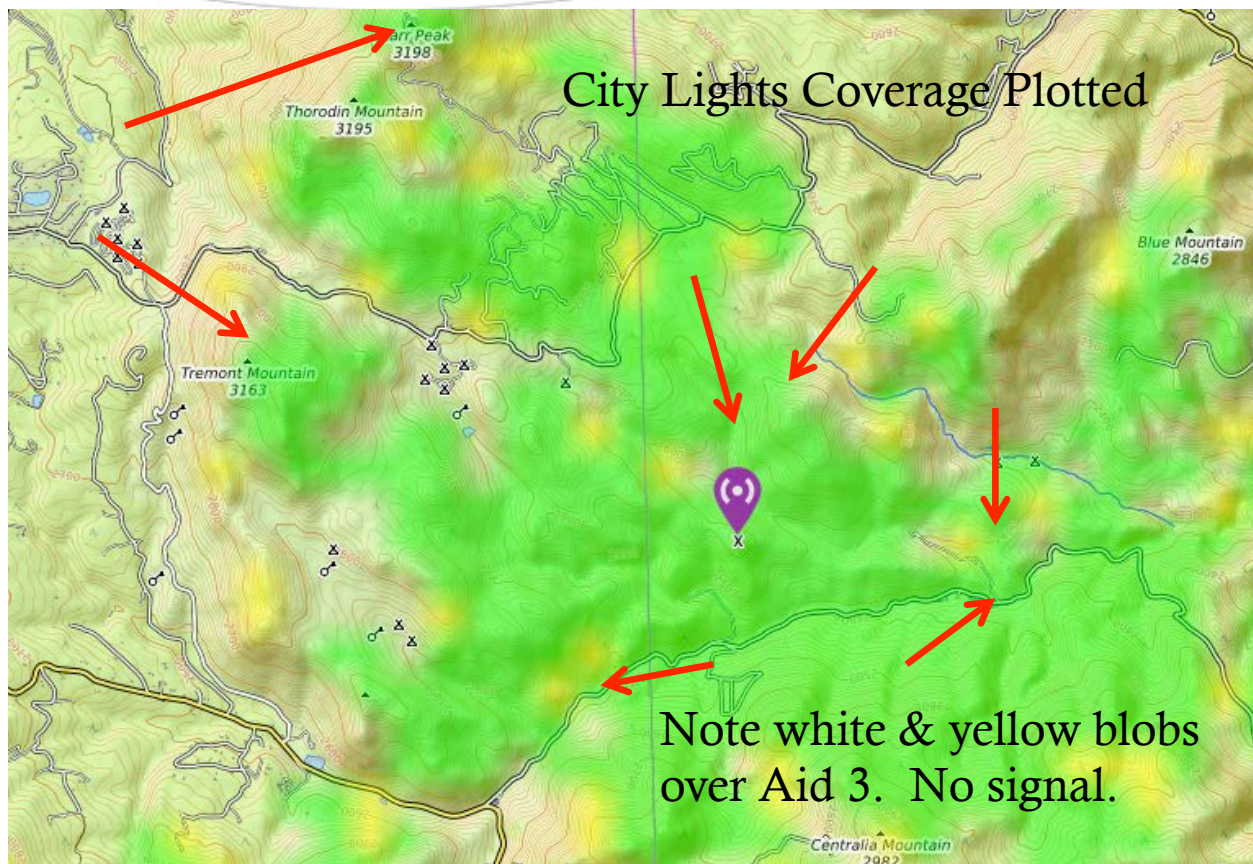 3198
City Lights Coverage Plotted
Thorodin Mountain
3195
Blue Mountain
2846
Tremont Mountain
3163
Note white & yellow blobs
over Aid 3. No signal.
Centralia Mountain
2982